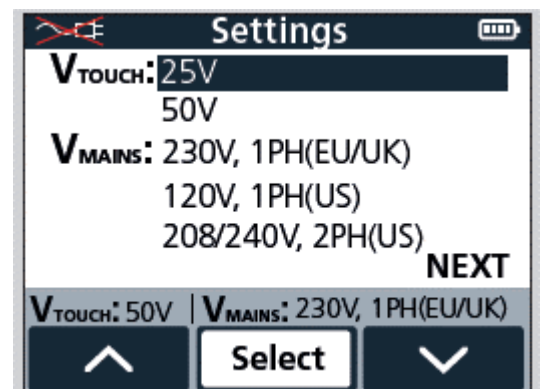 Settings
VTOUCH: 25V
50V
VMAINS: 230V, 1PH(EU/UK)
120V, 1PH(US)
208/240V, 2PH(US)
NEXT
VTOUCH: 50V | VMAINS: 230V, 1PH(EU/UK)
Select